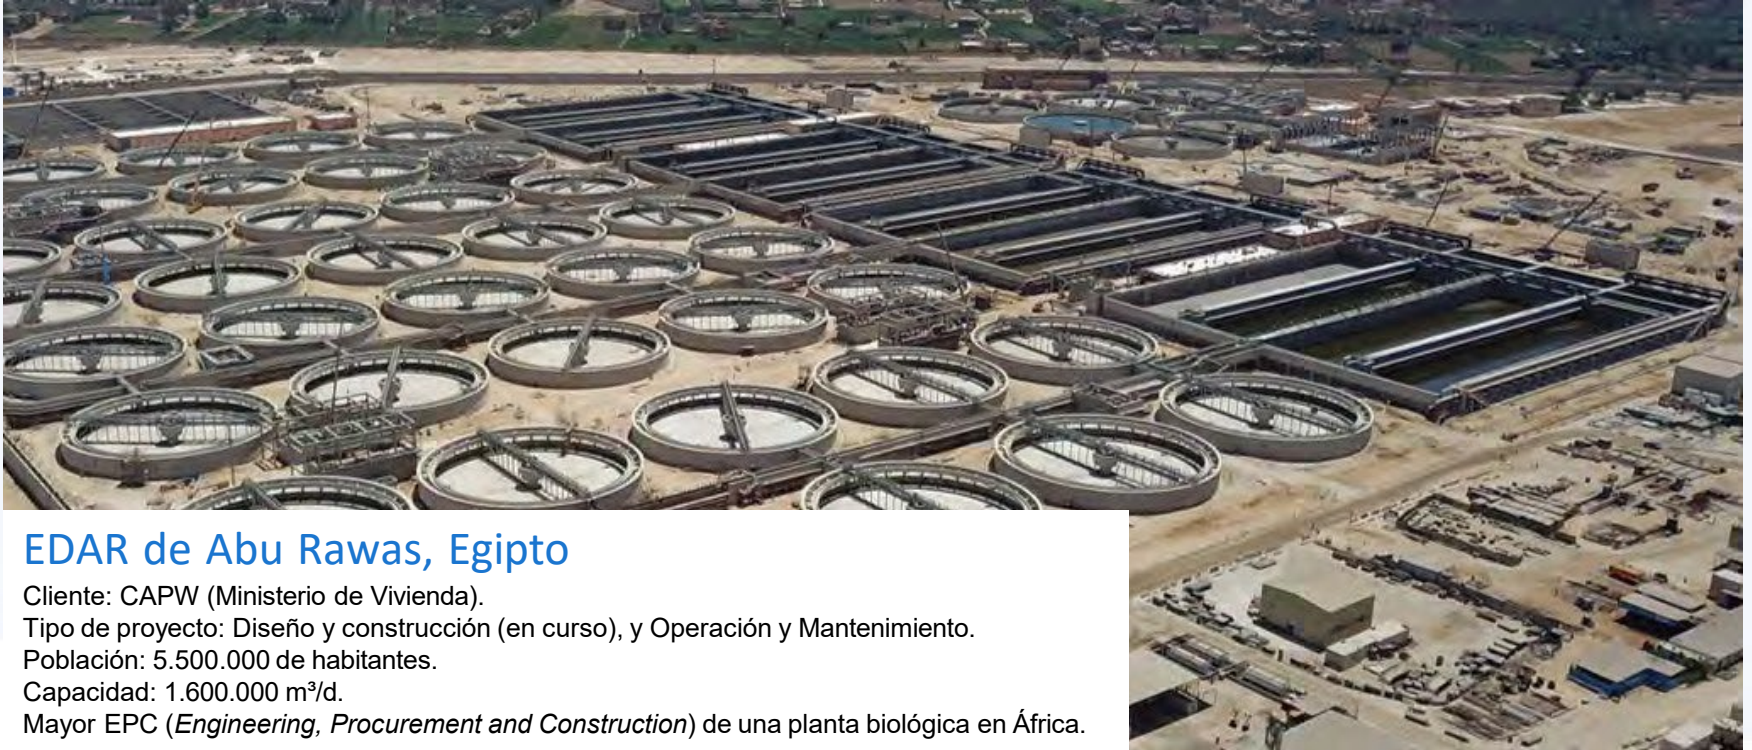 EDAR de Abu Rawas, Egipto
Cliente: CAPW (Ministerio de Vivienda).
Tipo de proyecto: Diseño y construcción (en curso), y Operación y Mantenimiento.
Población: 5.500.000 de habitantes.
Capacidad: 1.600.000 m³/d.
Mayor EPC (Engineering, Procurement and Construction) de una planta biológica en África.